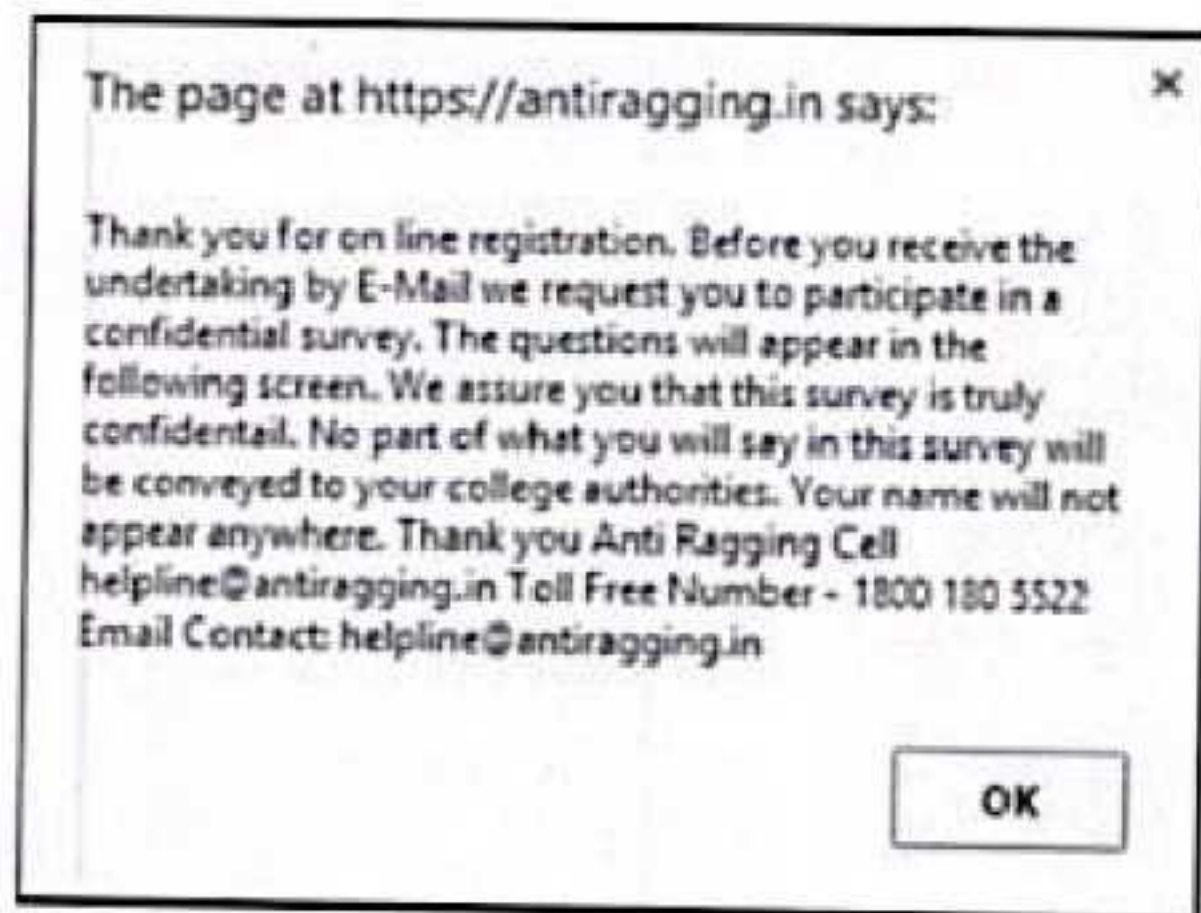 The page at https://antiragging.in says:
×
Thank you for on line registration. Before you receive the
undertaking by E-Mail we request you to participate in a
confidential survey. The questions will appear in the
following screen. We assure you that this survey is truly
confidentail. No part of what you will say in this survey will
be conveyed to your college authorities. Your name will not
appear anywhere. Thank you Anti Ragging Cell
helpline@antiragging.in Toll Free Number - 1800 180 5522
Email Contact: helpline@antiragging.in
OK